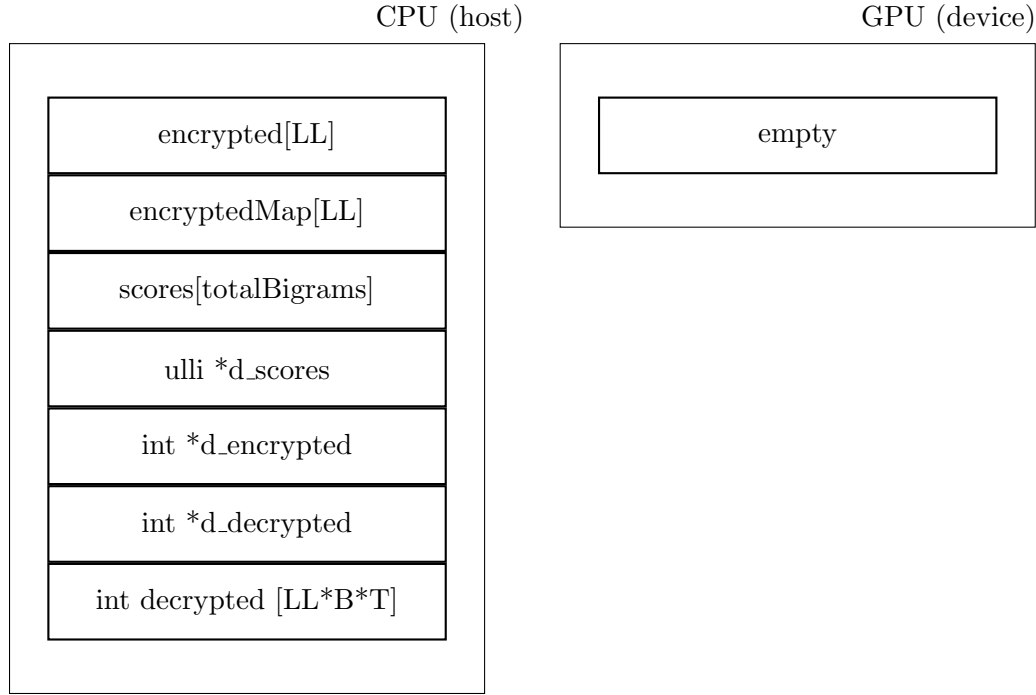 CPU (host)
GPU (device)
encrypted[LL]
empty
encryptedMap[LL]
scores[totalBigrams]
ulli *d_scores
int *d_encrypted
int *d_decrypted
int decrypted [LL*B*T]